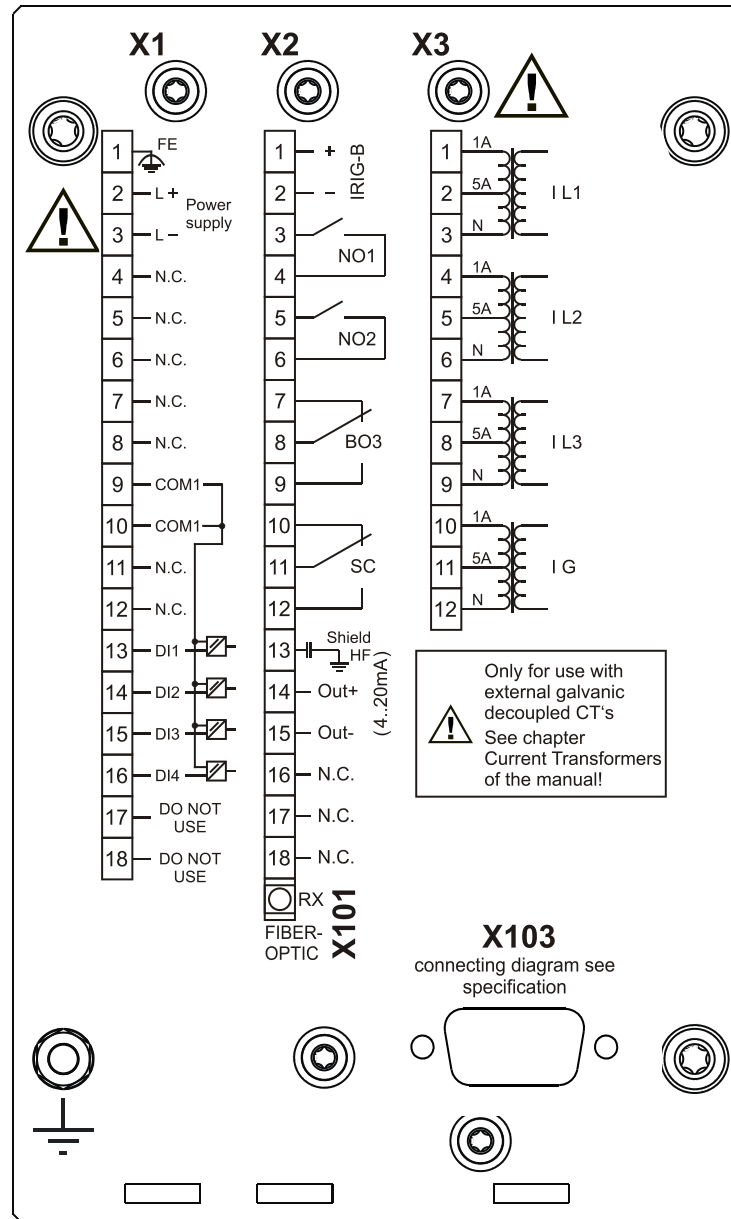 X1
1 FE
2 L+ Power supply
3 L–
4 N.C.
5 N.C.
6 N.C.
7 N.C.
8 N.C.
9 COM1
10 COM1
11 N.C.
12 N.C.
13 DI1
14 DI2
15 DI3
16 DI4
17 DO NOT USE
18 DO NOT USE
X2
1 + IRIG-B
2 –
3 NO1
4
5 NO2
6
7
8 BO3
9
10
11 SC
12
13 Shield HF
14 Out+ (4..20mA)
15 Out-
16 N.C.
17 N.C.
18 N.C.
RX X101
FIBER-
OPTIC
X3
!
1 1A
2 5A I L1
3 N
4 1A
5 5A I L2
6 N
7 1A
8 5A I L3
9 N
10 1A
11 5A I G
12 N
!
! Only for use with
external galvanic
decoupled CT‘s
See chapter
Current Transformers
of the manual!
X103
connecting diagram see
specification